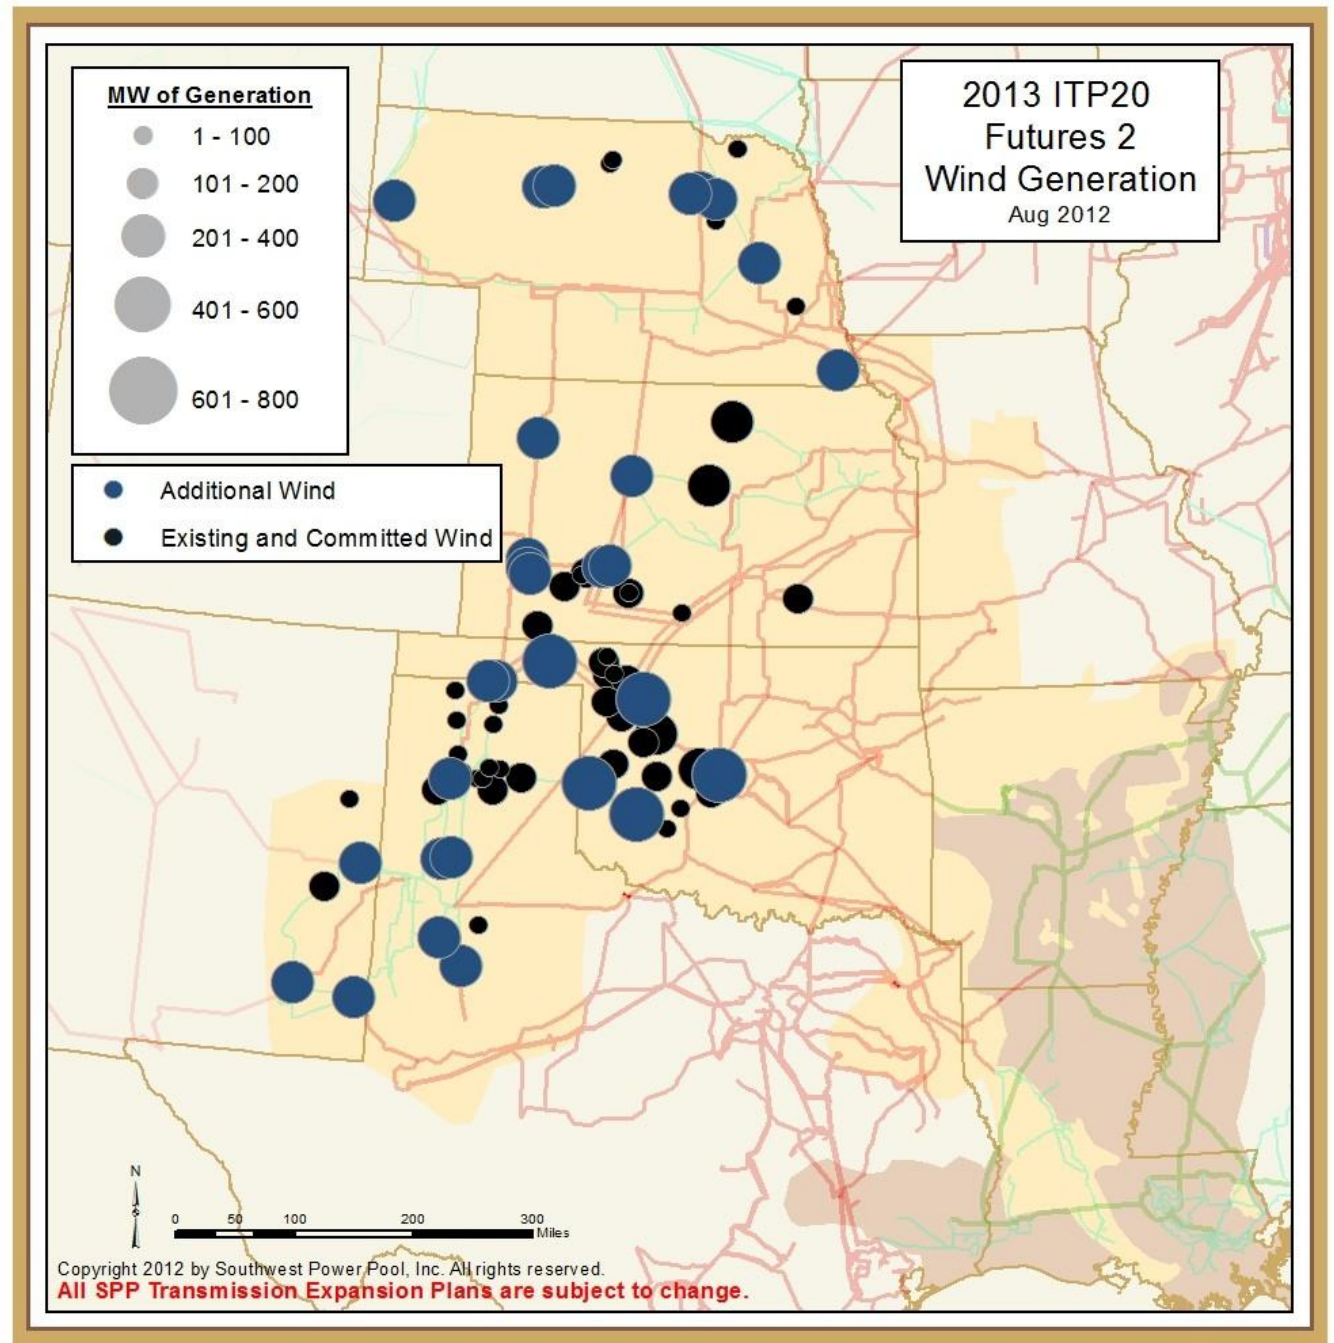 MW of Generation
1 - 100
101 - 200
201 - 400
401 - 600
601 - 800
Additional Wind
Existing and Committed Wind
2013 ITP20
Futures 2
Wind Generation
Aug 2012
N
0 50 100 200 300
Miles
Copyright 2012 by Southwest Power Pool, Inc. All rights reserved.
All SPP Transmission Expansion Plans are subject to change.